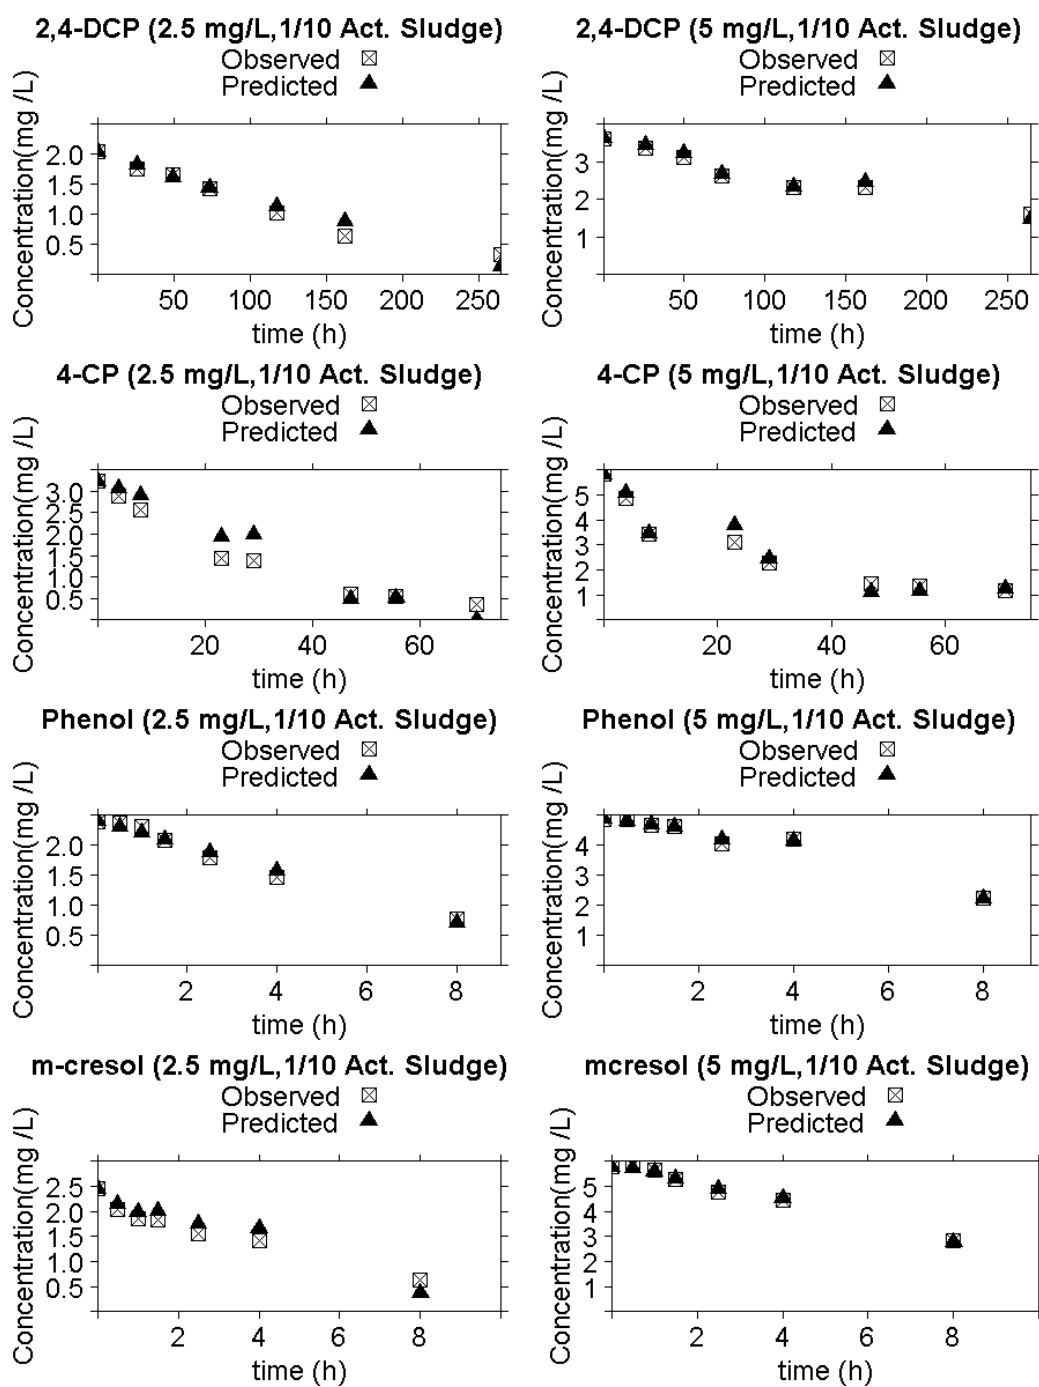 2,4-DCP (2.5 mg/L,1/10 Act. Sludge)
Observed
Predicted
Concentration(mg /L)
2.0
1.5
1.0
0.5
50 100 150 200 250
time (h)
2,4-DCP (5 mg/L,1/10 Act. Sludge)
Observed
Predicted
Concentration(mg /L)
3
2
1
50 100 150 200 250
time (h)
4-CP (2.5 mg/L,1/10 Act. Sludge)
Observed
Predicted
Concentration(mg /L)
3.0
2.5
2.0
1.5
1.0
0.5
20 40 60
time (h)
4-CP (5 mg/L,1/10 Act. Sludge)
Observed
Predicted
Concentration(mg /L)
5
4
3
2
1
20 40 60
time (h)
Phenol (2.5 mg/L,1/10 Act. Sludge)
Observed
Predicted
Concentration(mg /L)
2.0
1.5
1.0
0.5
2 4 6 8
time (h)
Phenol (5 mg/L,1/10 Act. Sludge)
Observed
Predicted
Concentration(mg /L)
4
3
2
1
2 4 6 8
time (h)
m-cresol (2.5 mg/L,1/10 Act. Sludge)
Observed
Predicted
Concentration(mg /L)
2.5
2.0
1.5
1.0
0.5
2 4 6 8
time (h)
mcresol (5 mg/L,1/10 Act. Sludge)
Observed
Predicted
Concentration(mg /L)
5
4
3
2
1
2 4 6 8
time (h)